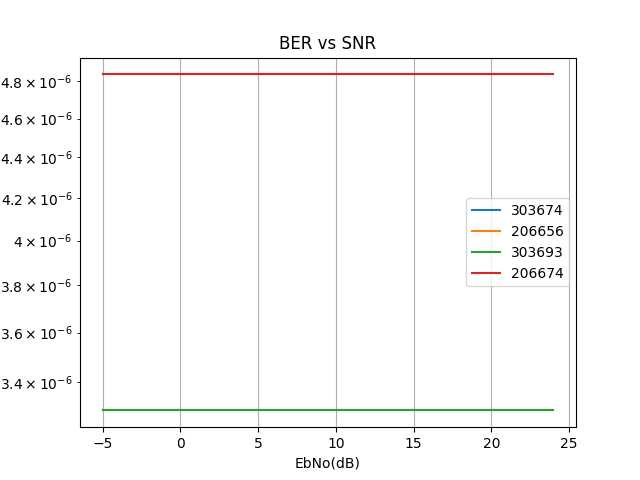 BER vs SNR
4.8 × 10⁻⁶
4.6 × 10⁻⁶
4.4 × 10⁻⁶
4.2 × 10⁻⁶
4 × 10⁻⁶
3.8 × 10⁻⁶
3.6 × 10⁻⁶
3.4 × 10⁻⁶
303674
206656
303693
206674
−5 0 5 10 15 20 25
EbNo(dB)